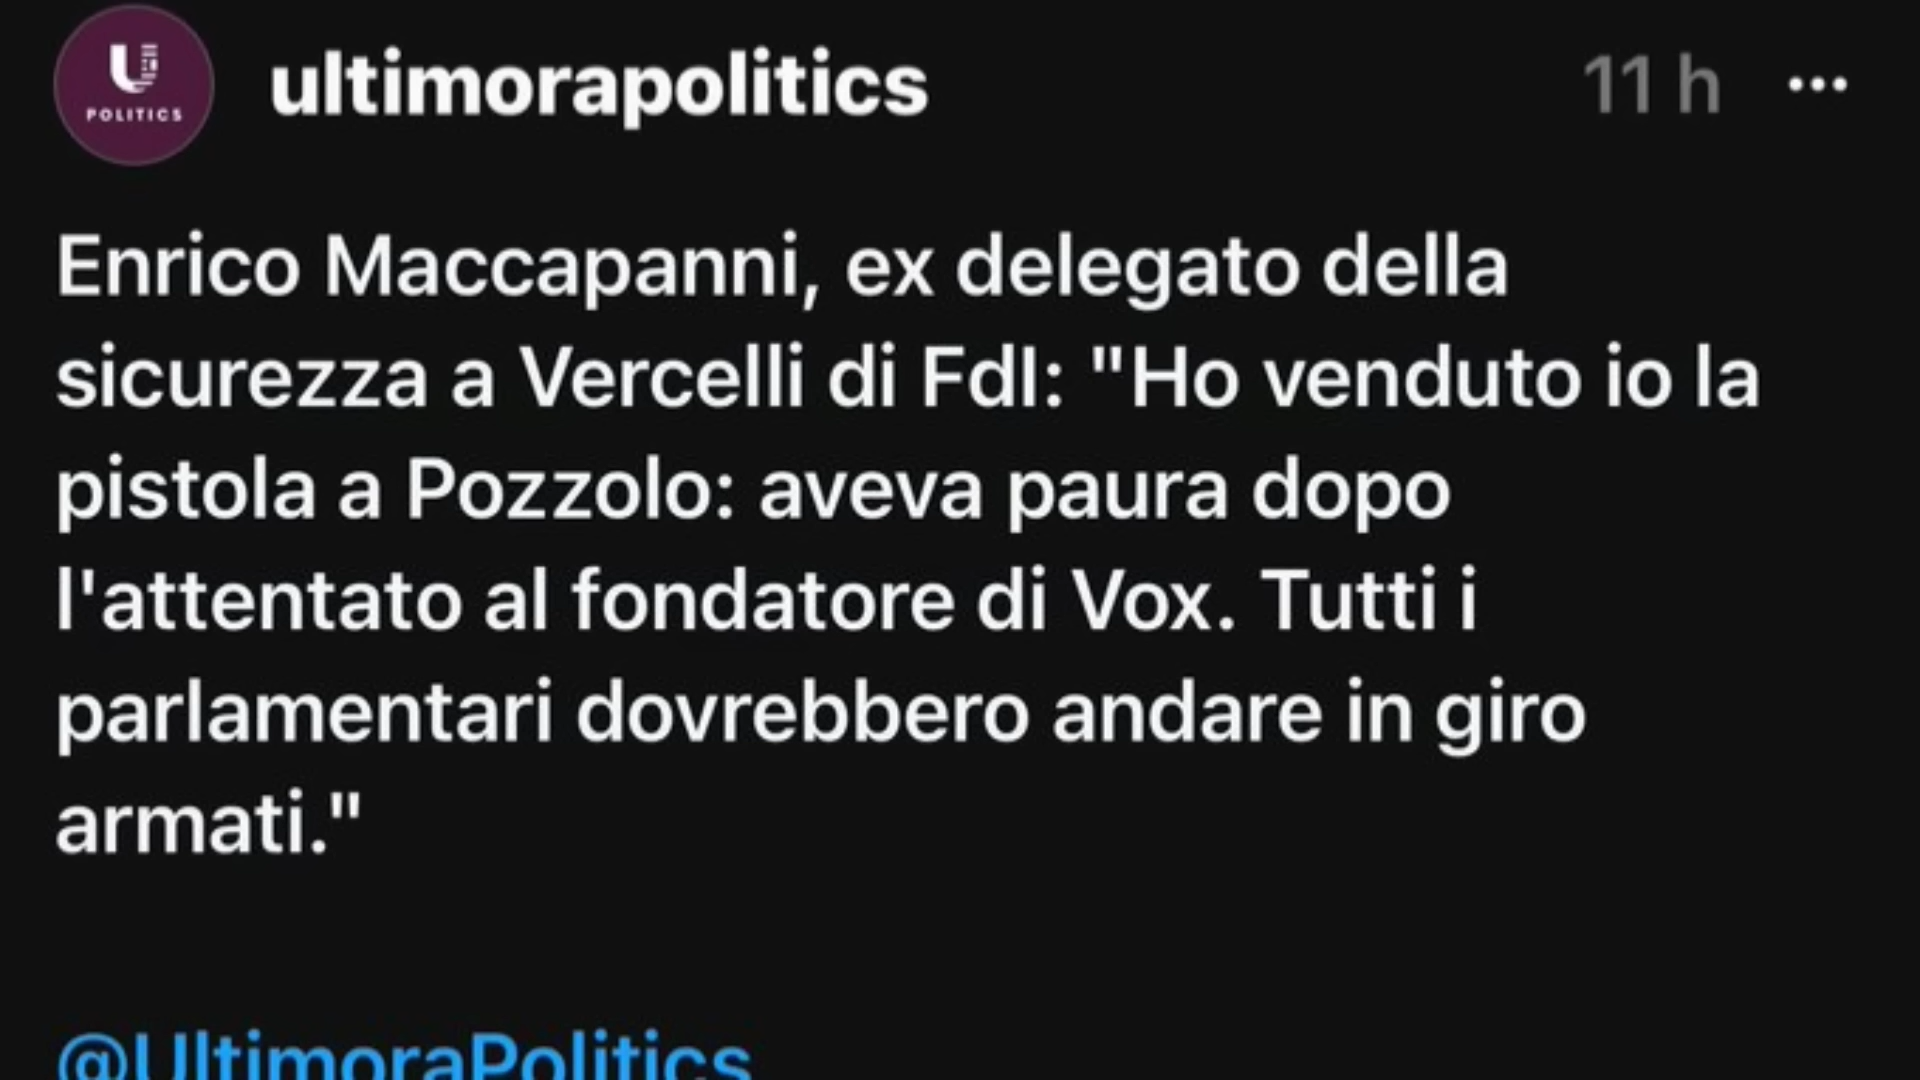 U
POLITICS
ultimorapolitics
11 h
Enrico Maccapanni, ex delegato della
sicurezza a Vercelli di FdI: "Ho venduto io la
pistola a Pozzolo: aveva paura dopo
l'attentato al fondatore di Vox. Tutti i
parlamentari dovrebbero andare in giro
armati."
@UltimoraPolitics